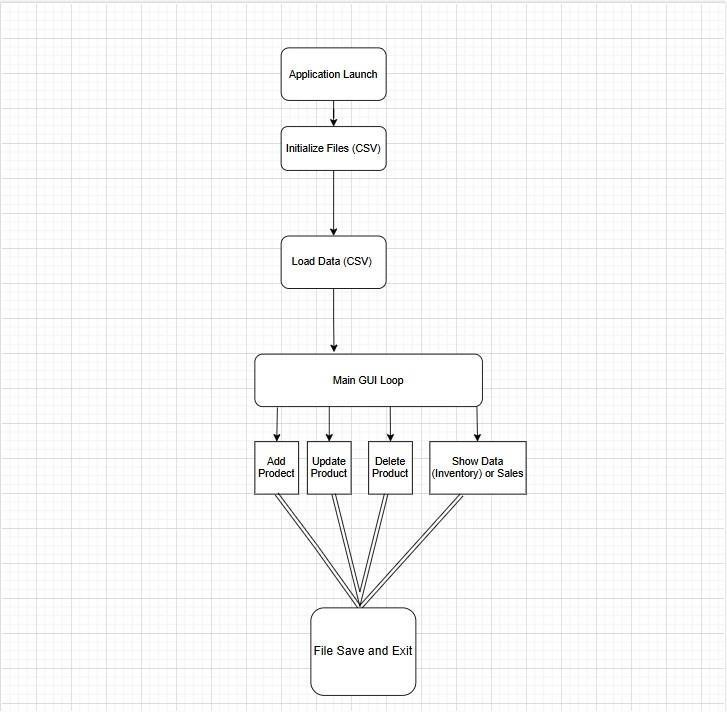 Application Launch
Initialize Files (CSV)
Load Data (CSV)
Main GUI Loop
Add
Prodect
Update
Product
Delete
Product
Show Data
(Inventory) or Sales
File Save and Exit